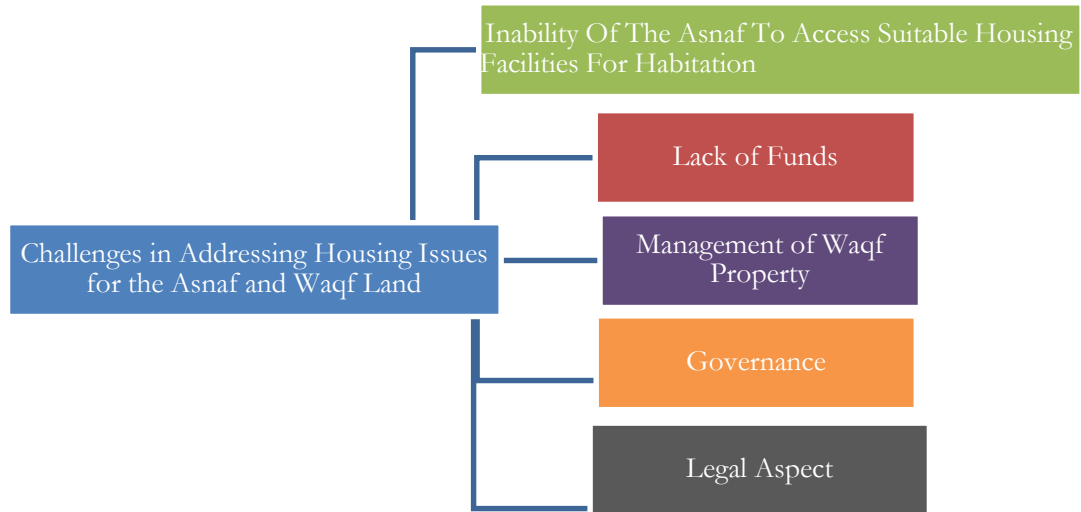 Inability Of The Asnaf To Access Suitable Housing
Facilities For Habitation
Lack of Funds
Challenges in Addressing Housing Issues
for the Asnaf and Waqf Land
Management of Waqf
Property
Governance
Legal Aspect